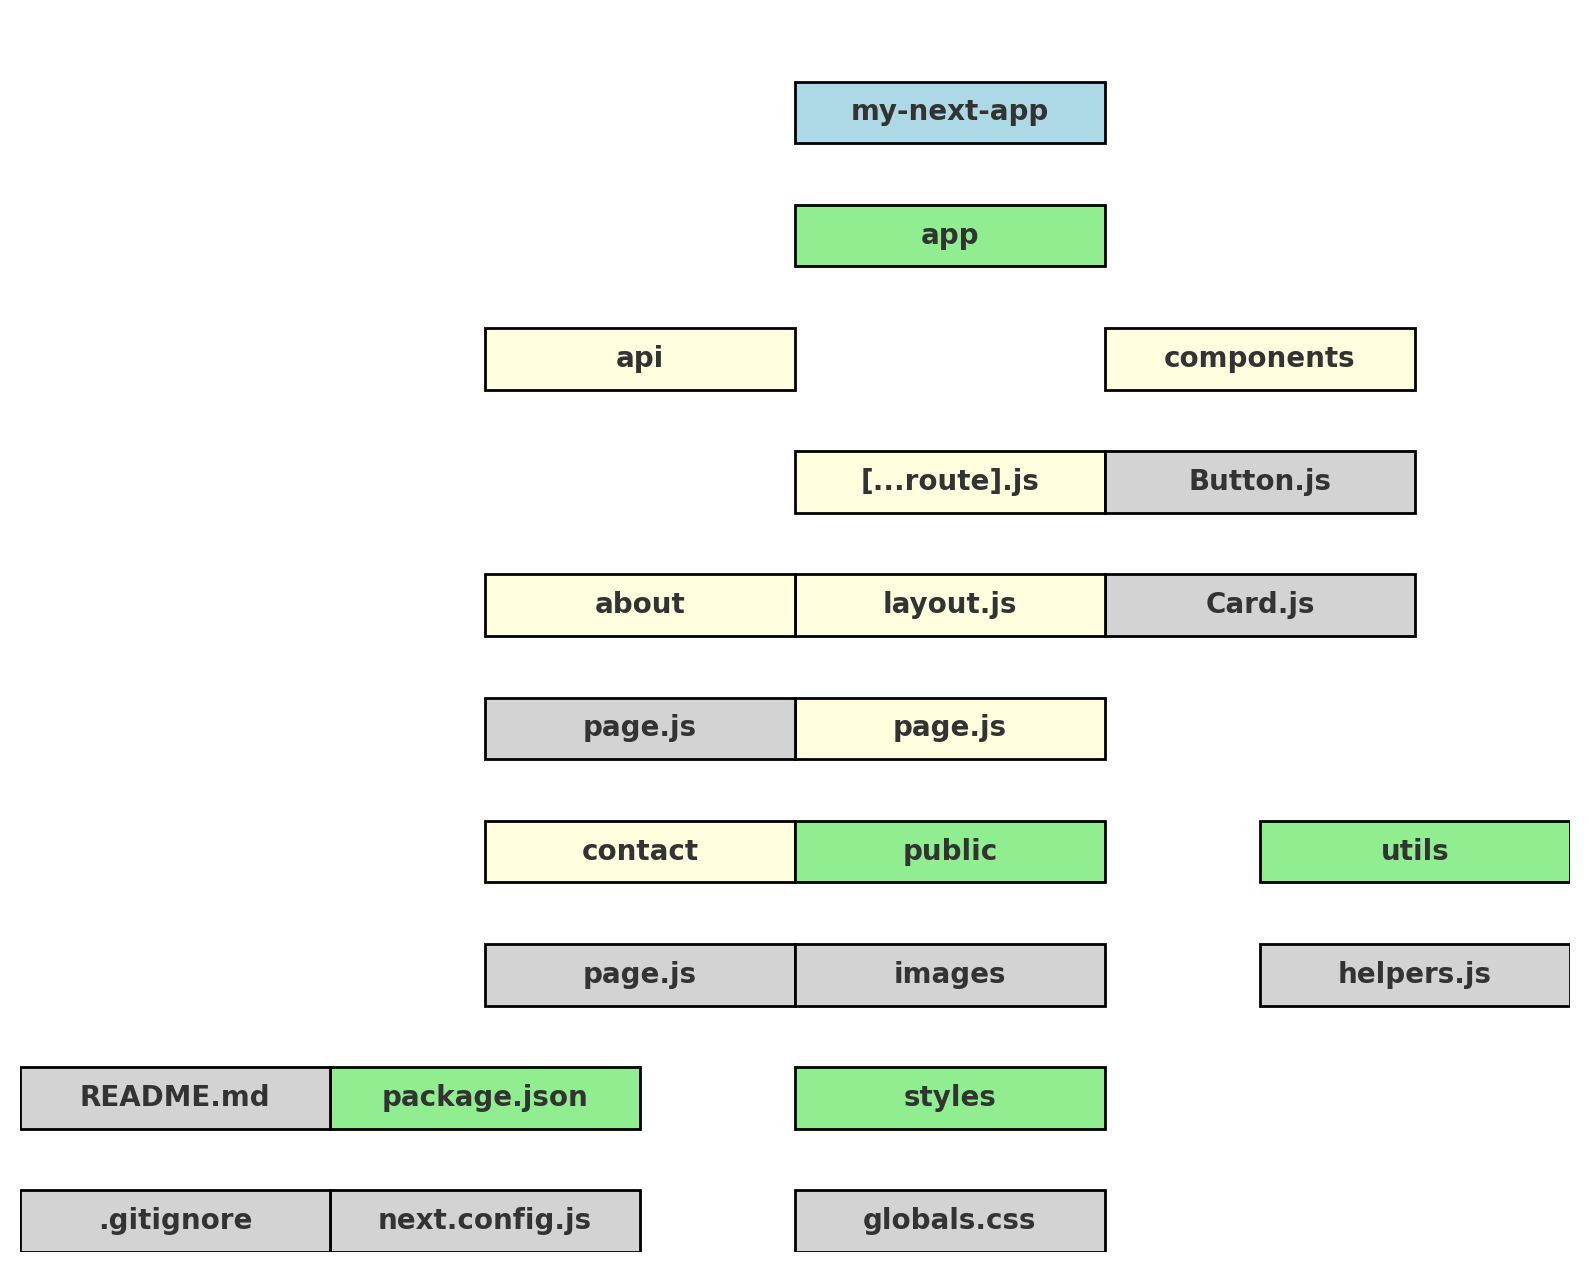 my-next-app
app
api
components
[...route].js
Button.js
about
layout.js
Card.js
page.js
page.js
contact
public
utils
page.js
images
helpers.js
README.md
package.json
styles
.gitignore
next.config.js
globals.css